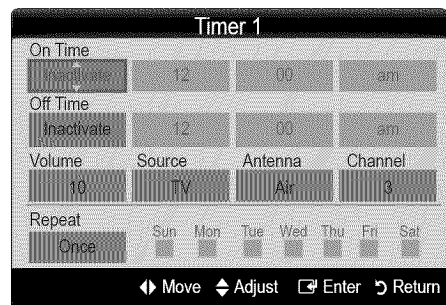 Timer 1
On Time
Inactivate 12 00 am
Off Time
Inactivate 12 00 am
Volume Source Antenna Channel
10 TV Air 3
Repeat
Sun Mon Tue Wed Thu Fri Sat
Once
Move Adjust Enter Return